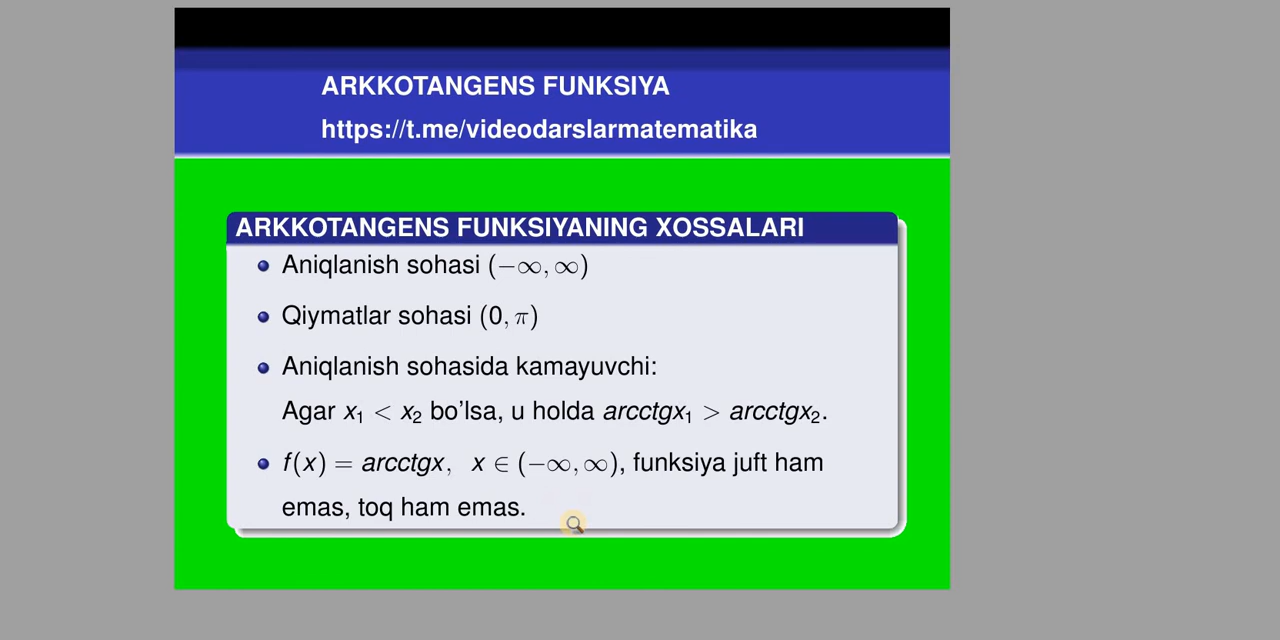 ARKKOTANGENS FUNKSIYA
https://t.me/videodarslarmatematika
ARKKOTANGENS FUNKSIYANING XOSSALARI
Aniqlanish sohasi (−∞, ∞)
Qiymatlar sohasi (0, π)
Aniqlanish sohasida kamayuvchi:
Agar x₁ < x₂ bo'lsa, u holda arcctgx₁ > arcctgx₂.
f(x) = arcctgx, x ∈ (−∞, ∞), funksiya juft ham
emas, toq ham emas.